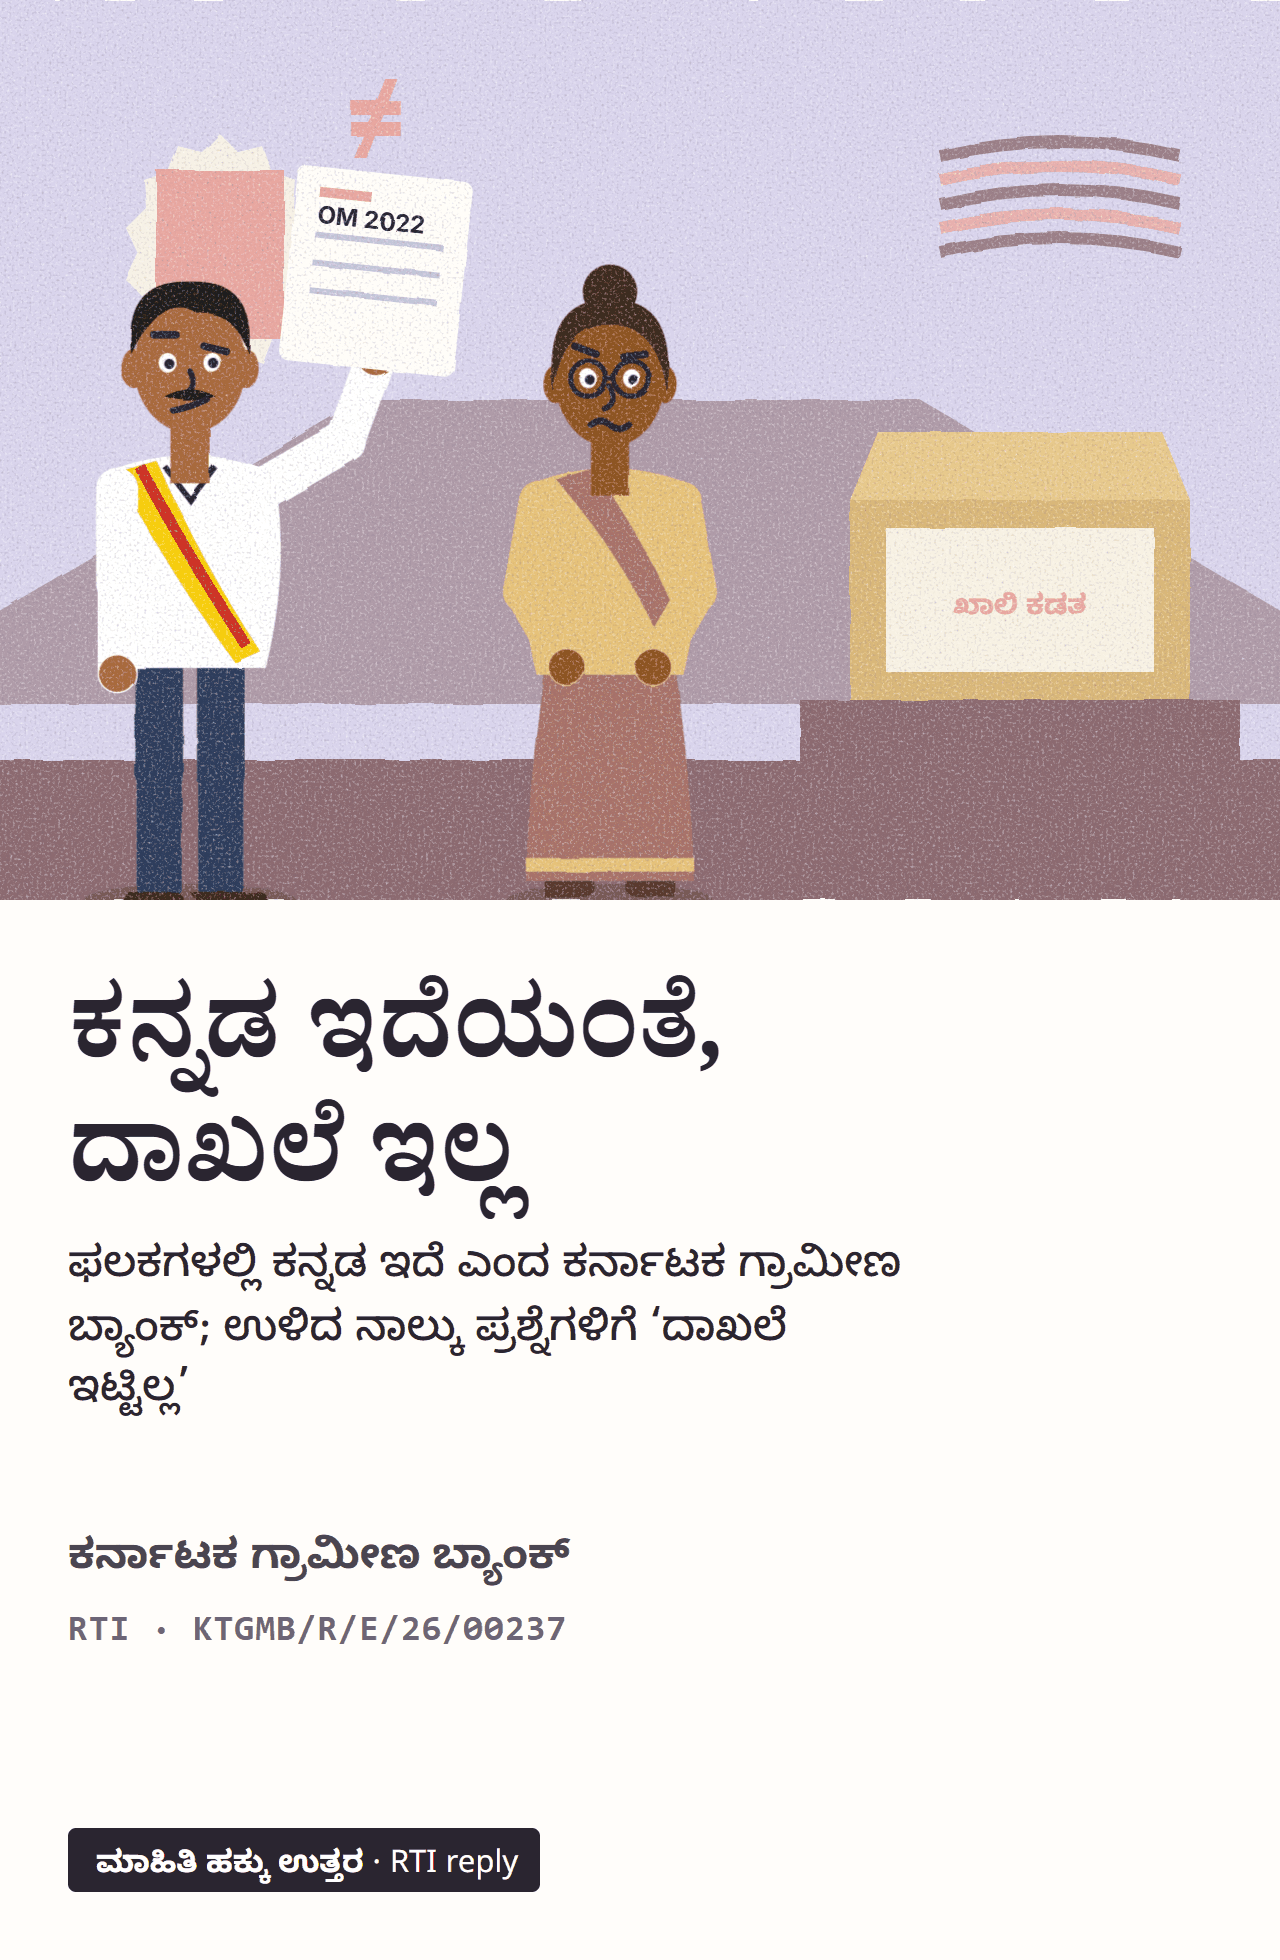 ≠
OM 2022
ಖಾಲಿ ಕಡತ
ಕನ್ನಡ ಇದೆಯಂತೆ,
ದಾಖಲೆ ಇಲ್ಲ
ಫಲಕಗಳಲ್ಲಿ ಕನ್ನಡ ಇದೆ ಎಂದ ಕರ್ನಾಟಕ ಗ್ರಾಮೀಣ
ಬ್ಯಾಂಕ್; ಉಳಿದ ನಾಲ್ಕು ಪ್ರಶ್ನೆಗಳಿಗೆ ‘ದಾಖಲೆ
ಇಟ್ಟಿಲ್ಲ’
ಕರ್ನಾಟಕ ಗ್ರಾಮೀಣ ಬ್ಯಾಂಕ್
RTI · KTGMB/R/E/26/00237
ಮಾಹಿತಿ ಹಕ್ಕು ಉತ್ತರ · RTI reply